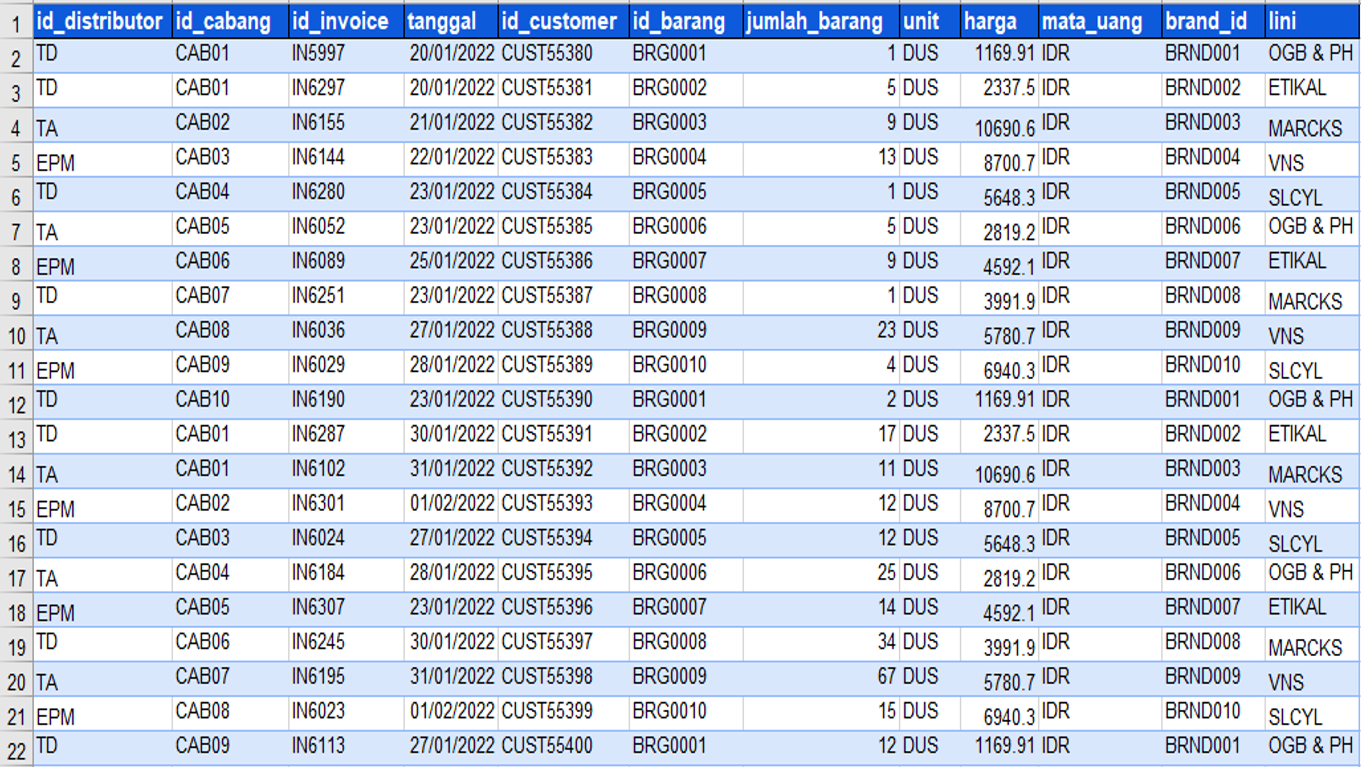 1 id_distributor id_cabang id_invoice tanggal id_customer id_barang jumlah_barang unit harga mata_uang brand_id lini
2 TD CAB01 IN5997 20/01/2022 CUST55380 BRG0001 1 DUS 1169.91 IDR BRND001 OGB & PH
3 TD CAB01 IN6297 20/01/2022 CUST55381 BRG0002 5 DUS 2337.5 IDR BRND002 ETIKAL
4 TA CAB02 IN6155 21/01/2022 CUST55382 BRG0003 9 DUS 10690.6 IDR BRND003 MARCKS
5 EPM CAB03 IN6144 22/01/2022 CUST55383 BRG0004 13 DUS 8700.7 IDR BRND004 VNS
6 TD CAB04 IN6280 23/01/2022 CUST55384 BRG0005 1 DUS 5648.3 IDR BRND005 SLCYL
7 TA CAB05 IN6052 23/01/2022 CUST55385 BRG0006 5 DUS 2819.2 IDR BRND006 OGB & PH
8 EPM CAB06 IN6089 25/01/2022 CUST55386 BRG0007 9 DUS 4592.1 IDR BRND007 ETIKAL
9 TD CAB07 IN6251 23/01/2022 CUST55387 BRG0008 1 DUS 3991.9 IDR BRND008 MARCKS
10 TA CAB08 IN6036 27/01/2022 CUST55388 BRG0009 23 DUS 5780.7 IDR BRND009 VNS
11 EPM CAB09 IN6029 28/01/2022 CUST55389 BRG0010 4 DUS 6940.3 IDR BRND010 SLCYL
12 TD CAB10 IN6190 23/01/2022 CUST55390 BRG0001 2 DUS 1169.91 IDR BRND001 OGB & PH
13 TD CAB01 IN6287 30/01/2022 CUST55391 BRG0002 17 DUS 2337.5 IDR BRND002 ETIKAL
14 TA CAB01 IN6102 31/01/2022 CUST55392 BRG0003 11 DUS 10690.6 IDR BRND003 MARCKS
15 EPM CAB02 IN6301 01/02/2022 CUST55393 BRG0004 12 DUS 8700.7 IDR BRND004 VNS
16 TD CAB03 IN6024 27/01/2022 CUST55394 BRG0005 12 DUS 5648.3 IDR BRND005 SLCYL
17 TA CAB04 IN6184 28/01/2022 CUST55395 BRG0006 25 DUS 2819.2 IDR BRND006 OGB & PH
18 EPM CAB05 IN6307 23/01/2022 CUST55396 BRG0007 14 DUS 4592.1 IDR BRND007 ETIKAL
19 TD CAB06 IN6245 30/01/2022 CUST55397 BRG0008 34 DUS 3991.9 IDR BRND008 MARCKS
20 TA CAB07 IN6195 31/01/2022 CUST55398 BRG0009 67 DUS 5780.7 IDR BRND009 VNS
21 EPM CAB08 IN6023 01/02/2022 CUST55399 BRG0010 15 DUS 6940.3 IDR BRND010 SLCYL
22 TD CAB09 IN6113 27/01/2022 CUST55400 BRG0001 12 DUS 1169.91 IDR BRND001 OGB & PH